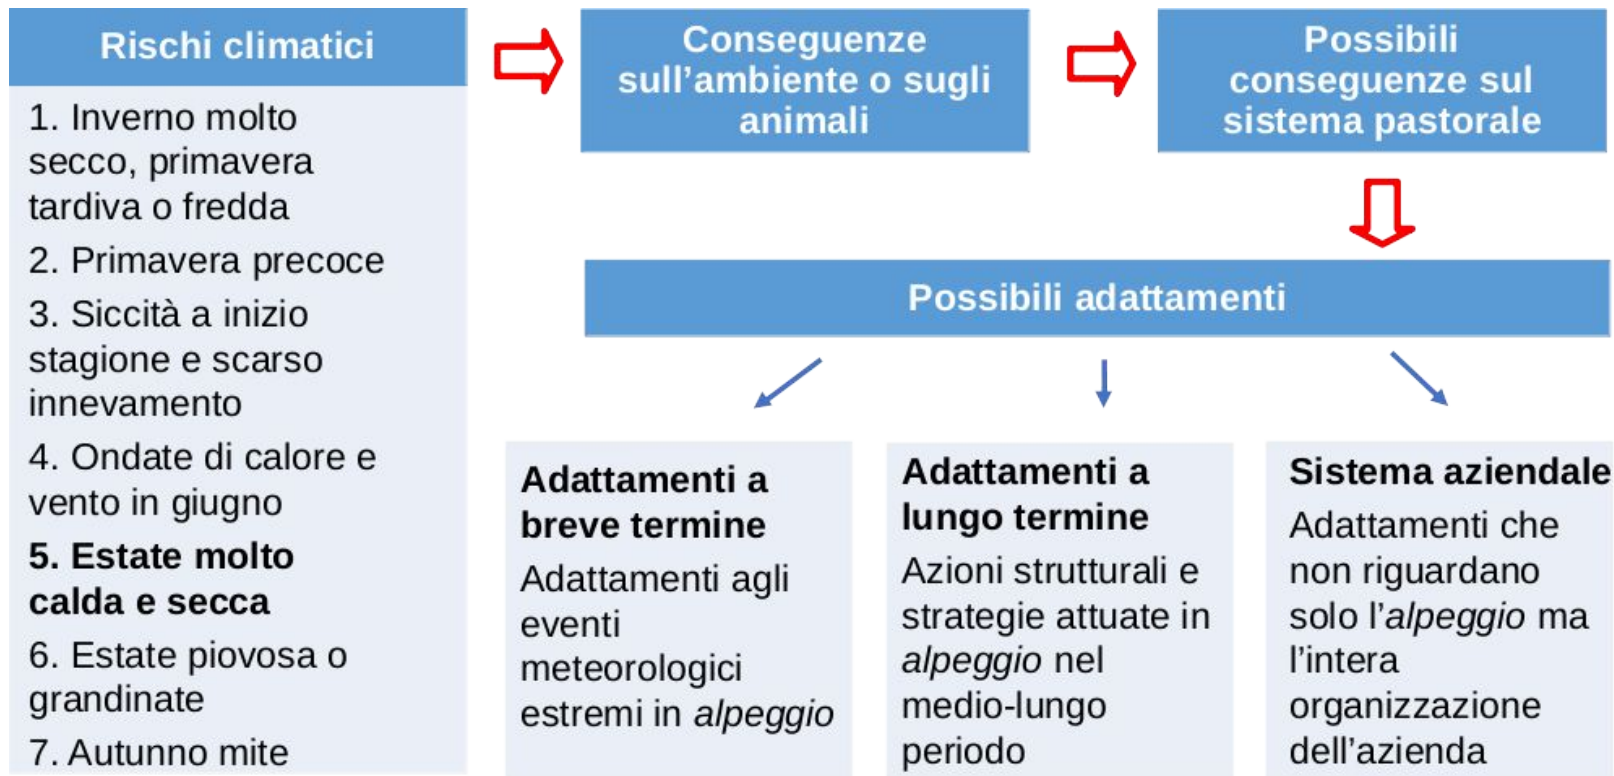 Rischi climatici
1. Inverno molto
secco, primavera
tardiva o fredda
2. Primavera precoce
3. Siccità a inizio
stagione e scarso
innevamento
4. Ondate di calore e
vento in giugno
5. Estate molto
calda e secca
6. Estate piovosa o
grandinate
7. Autunno mite
Conseguenze
sull’ambiente o sugli
animali
Possibili
conseguenze sul
sistema pastorale
Possibili adattamenti
Adattamenti a
breve termine
Adattamenti agli
eventi
meteorologici
estremi in alpeggio
Adattamenti a
lungo termine
Azioni strutturali e
strategie attuate in
alpeggio nel
medio-lungo
periodo
Sistema aziendale
Adattamenti che
non riguardano
solo l’alpeggio ma
l’intera
organizzazione
dell’azienda